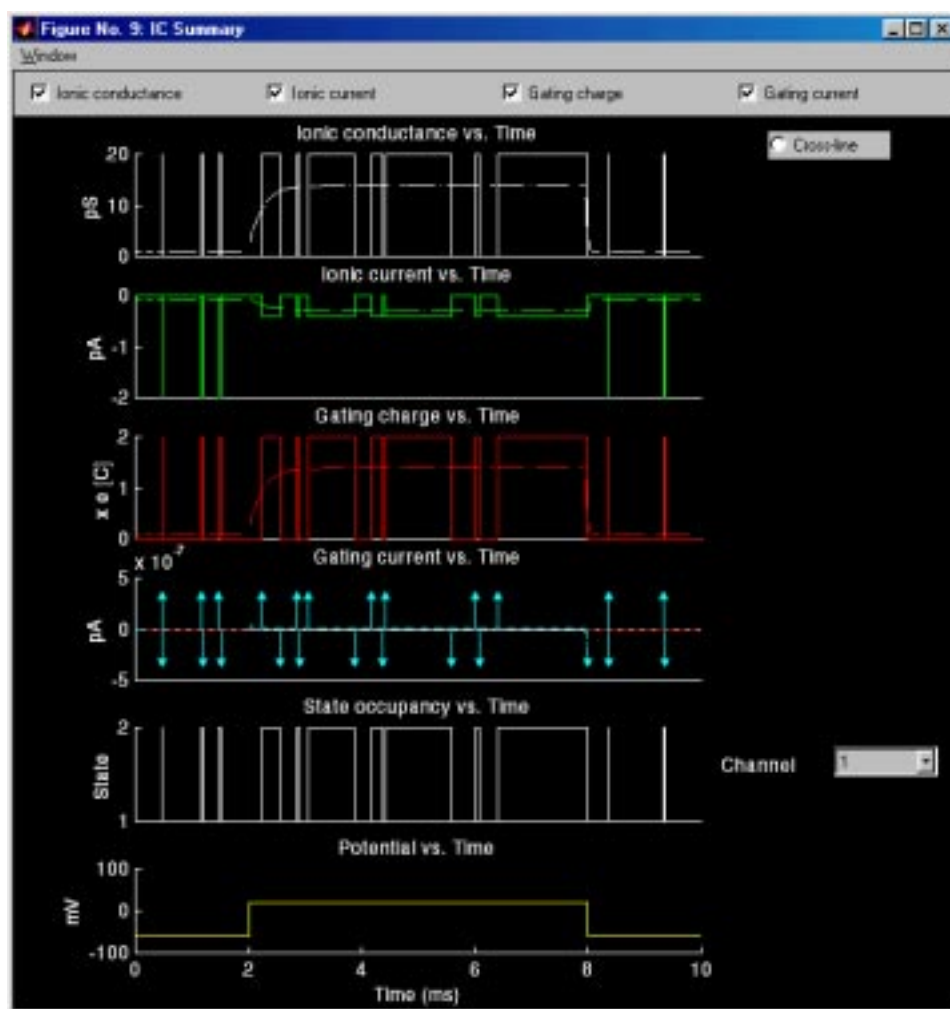 Figure No. 9: IC Summary
Window
Ionic conductance Ionic current Gating charge Gating current
Cross-line
Ionic conductance vs. Time
20
10
0
pS
Ionic current vs. Time
0
-1
-2
pA
Gating charge vs. Time
2
1
0
x e [C]
Gating current vs. Time
x 10⁻⁷
5
0
-5
pA
State occupancy vs. Time
2
1
State
Channel 1
Potential vs. Time
100
0
-100
mV
0 2 4 6 8 10
Time (ms)